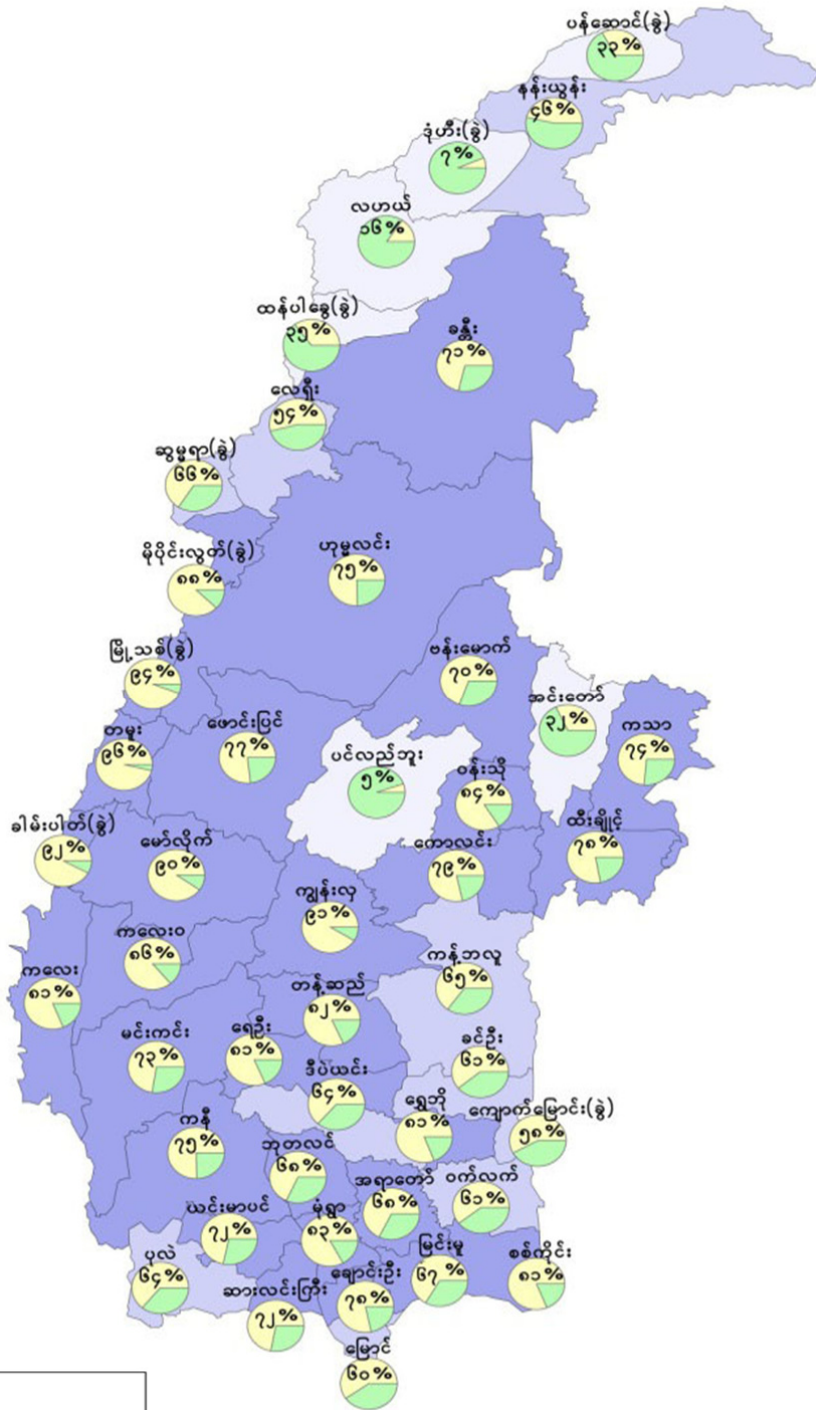 ပန်ဆောင်(ခွဲ)
၃၃%
နန်းယွန်း
၄၆%
ဒုံဟီး(ခွဲ)
၇%
လဟယ်
၁၆%
ထန်ပါခွေ(ခွဲ)
၃၅%
ခန္တီး
၇၁%
လေရှီး
၅၄%
ဆွမ္မရာ(ခွဲ)
၆၆%
ဟုမ္မလင်း
၇၅%
မိုပိုင်းလွတ်(ခွဲ)
၈၈%
မြို့သစ်(ခွဲ)
၉၄%
ဗန်းမောက်
၇၀%
အင်းတော်
၃၂%
ကသာ
၇၄%
တမူး
၉၆%
ဖောင်းပြင်
၇၇%
ပင်လည်ဘူး
၅%
ဝန်းသို
၈၄%
ခါမ်းပါတ်(ခွဲ)
၉၂%
မော်လိုက်
၉၀%
ကောလင်း
၇၉%
ထီးချိုင့်
၇၈%
ကျွန်းလှ
၉၁%
ကလေးဝ
၈၆%
ကန့်ဘလူ
၆၅%
ကလေး
၈၁%
တန့်ဆည်
၈၂%
မင်းကင်း
၇၃%
ရေဦး
၈၁%
ခင်ဦး
၆၁%
ဒီပဲယင်း
၆၄%
ရွှေဘို
၈၁%
ကျောက်မြောင်း(ခွဲ)
၅၈%
ကနီ
၇၅%
ဘုတလင်
၆၈%
အရာတော်
၆၈%
ဝက်လက်
၆၁%
ယင်းမာပင်
၇၂%
မုံရွာ
၈၃%
ပုလဲ
၆၄%
မြင်းမူ
၆၇%
စစ်ကိုင်း
၈၁%
ဆားလင်းကြီး
၇၂%
ချောင်းဦး
၇၈%
မြောင်
၆၀%